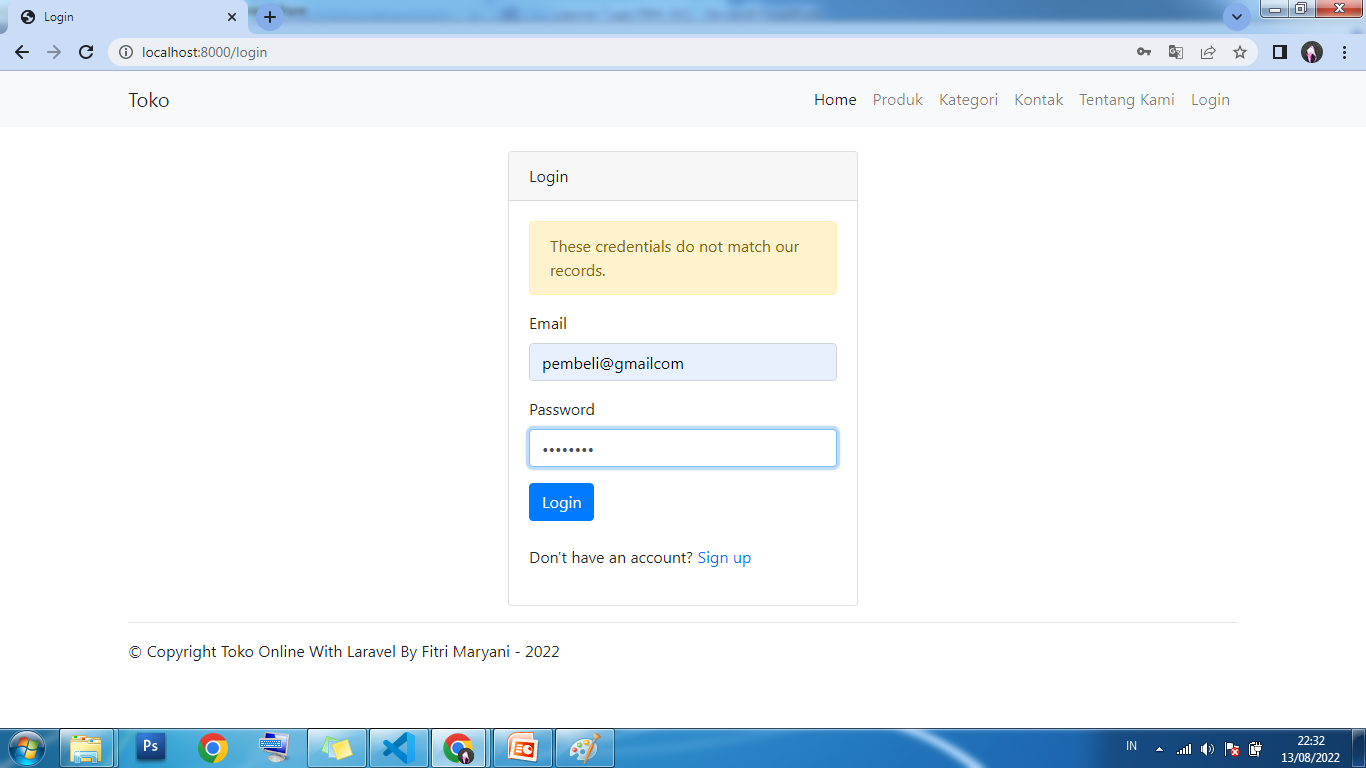 Login
localhost:8000/login
Toko
Home Produk Kategori Kontak Tentang Kami Login
Login
These credentials do not match our
records.
Email
pembeli@gmailcom
Password
••••••••
Login
Don't have an account? Sign up
© Copyright Toko Online With Laravel By Fitri Maryani - 2022
Ps
IN
22:32
13/08/2022